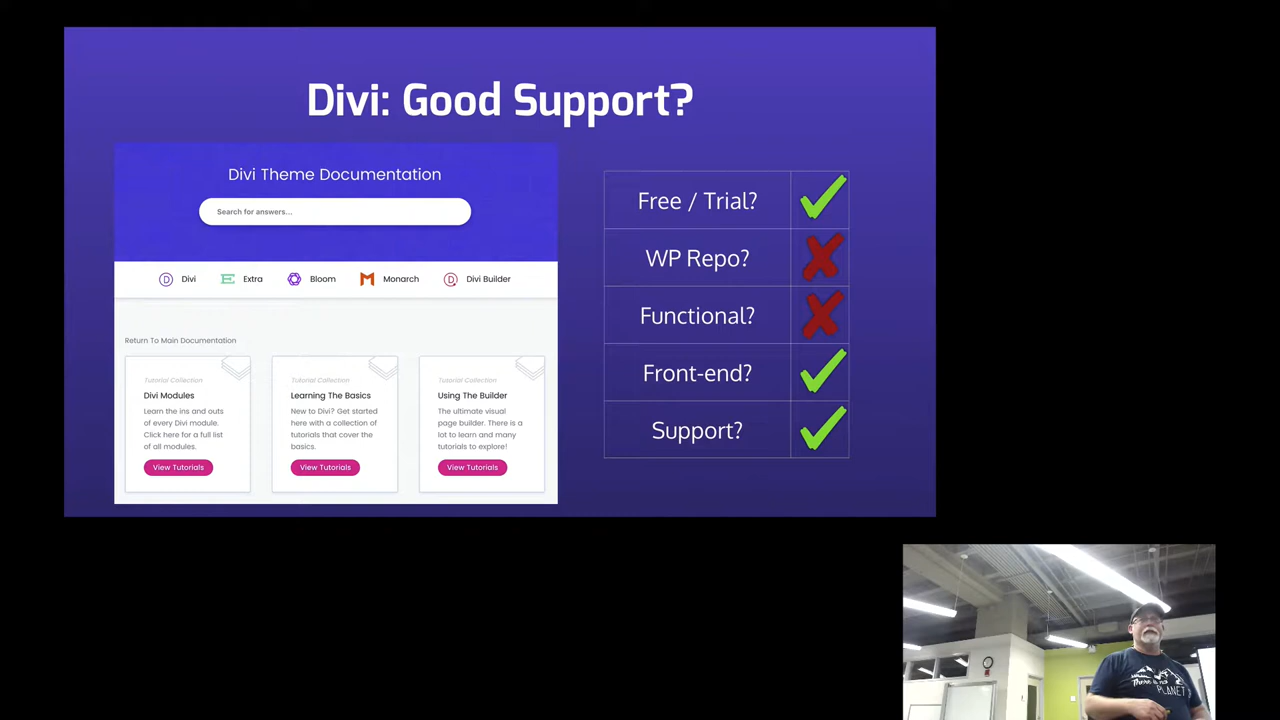 Divi: Good Support?
Divi Theme Documentation
Search for answers...
Divi
Extra
Bloom
Monarch
Divi Builder
Return To Main Documentation
Tutorial Collection
Divi Modules
Learn the ins and outs
of every Divi module.
Click here for a full list
of all modules.
View Tutorials
Tutorial Collection
Learning The Basics
New to Divi? Get started
here with a collection of
tutorials that cover the
basics.
View Tutorials
Tutorial Collection
Using The Builder
The ultimate visual
page builder. There is a
lot to learn and many
tutorials to explore!
View Tutorials
Free / Trial?
WP Repo?
Functional?
Front-end?
Support?
There is no
PLANET